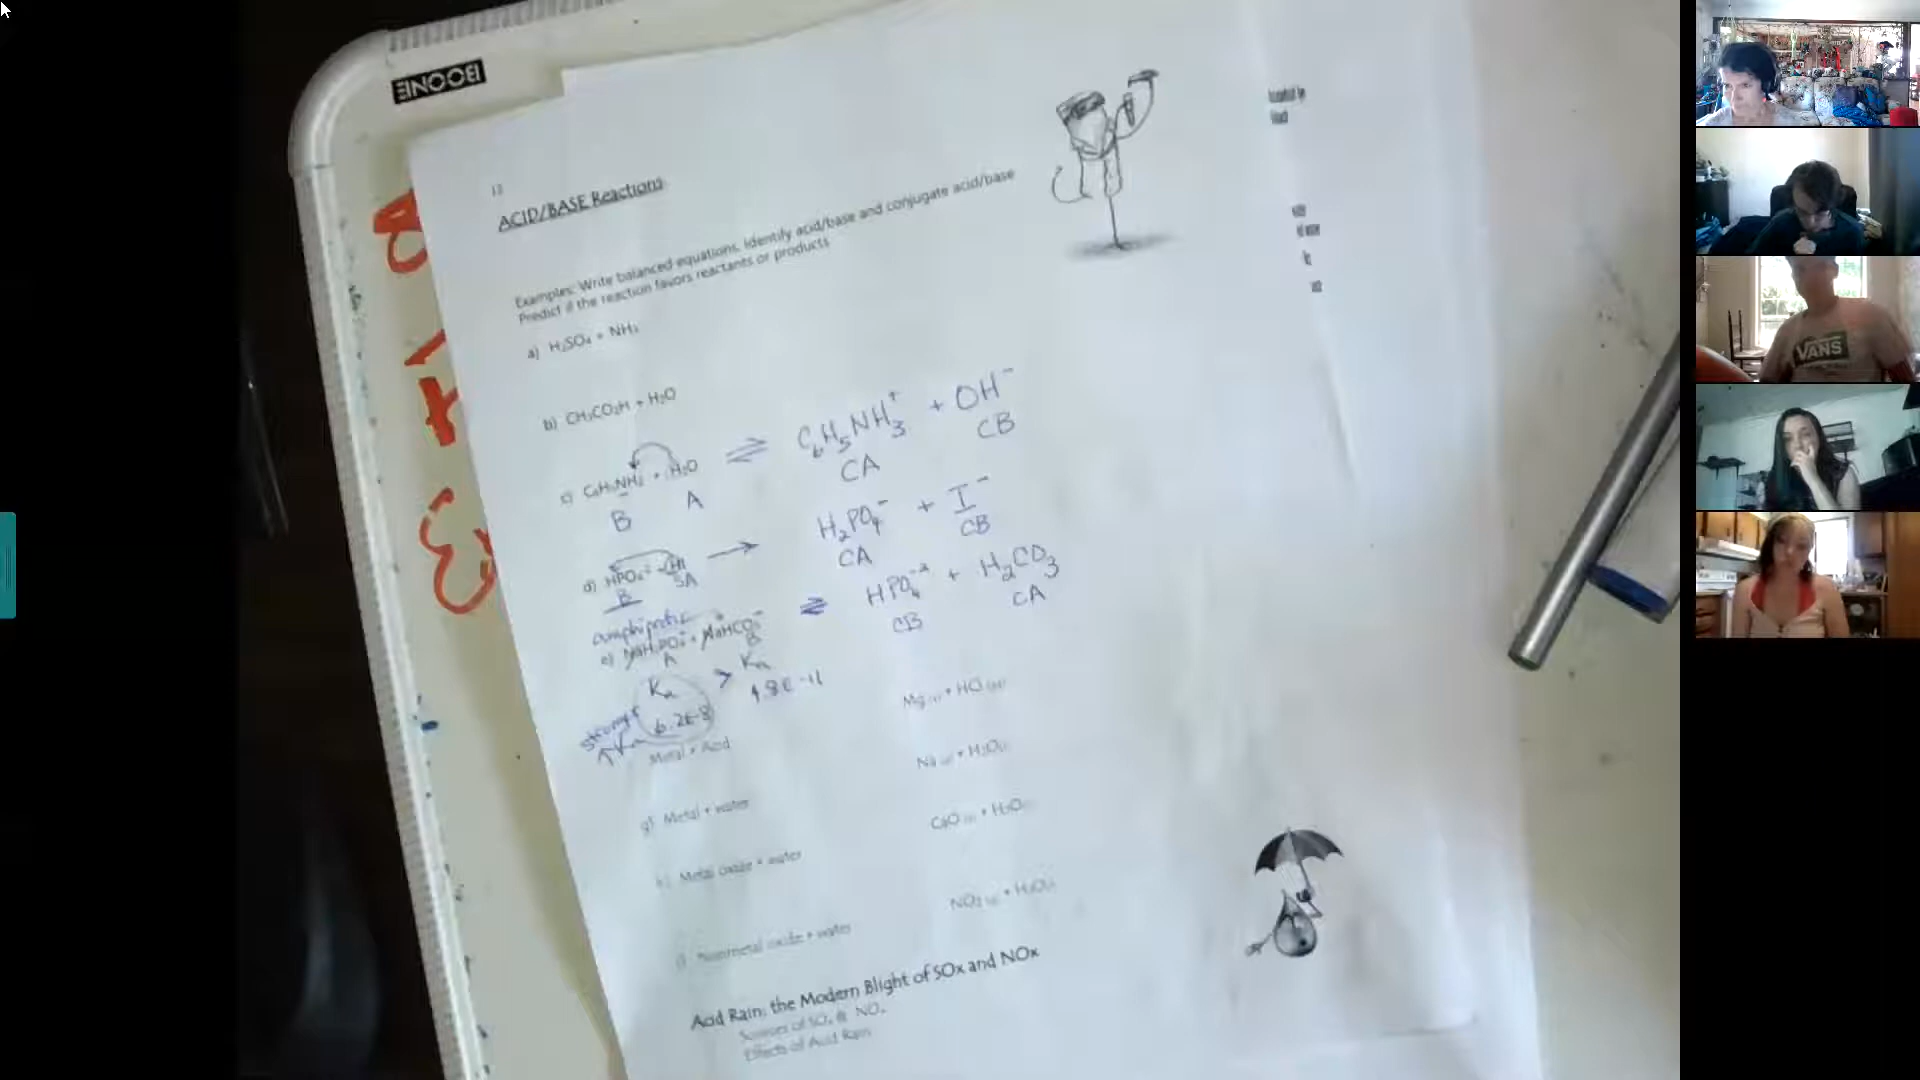 BOONE
13
ACID/BASE Reactions
Examples: Write balanced equations, identify acid/base and conjugate acid/base
Predict if the reaction favors reactants or products
a) H₂SO₄ + NH₃
b) CH₃CO₂H + H₂O
c) C₆H₅NH₂ + H₂O ⇌ C₆H₅NH₃⁺ + OH⁻
B A CA CB
d) HPO₄²⁻ + HI → H₂PO₄⁻ + I⁻
B SA CA CB
amphiprotic
e) NaH₂PO₄⁻ + NaHCO₃⁻ ⇌ HPO₄⁻² + H₂CO₃
A B CB CA
Ka > Ka
6.2E-8 4.8E-11
stronger
Metal + Acid Mg (s) + HCl (aq)
g) Metal + water Na (s) + H₂O(l)
h) Metal oxide + water CaO (s) + H₂O(l)
i) Nonmetal oxide + water NO₂ (g) + H₂O(l)
Acid Rain: the Modern Blight of SOx and NOx
Sources of SOₓ & NOₓ
Effects of Acid Rain
VANS